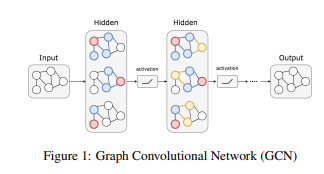 Hidden
Hidden
Input
activation
activation
Output
Figure 1: Graph Convolutional Network (GCN)